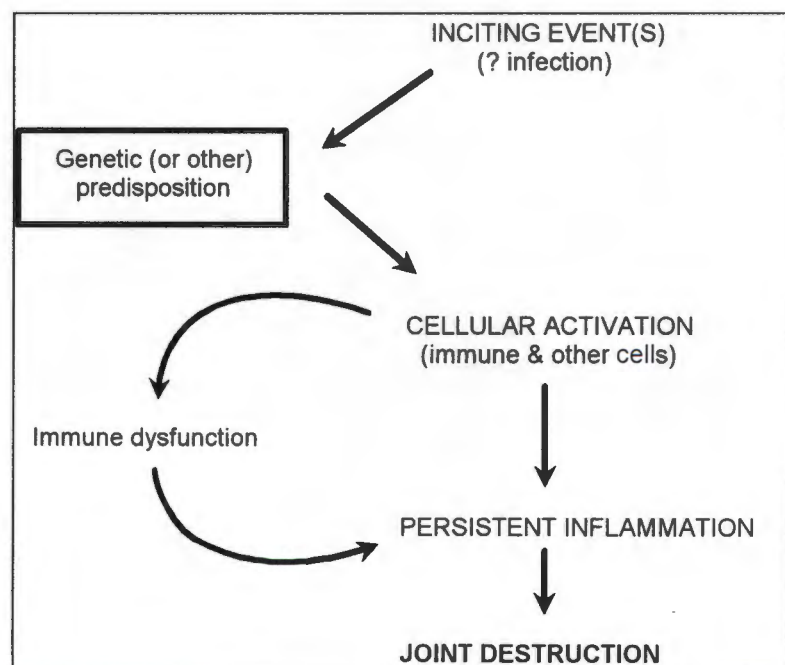 INCITING EVENT(S)
(? infection)
Genetic (or other)
predisposition
CELLULAR ACTIVATION
(immune & other cells)
Immune dysfunction
PERSISTENT INFLAMMATION
JOINT DESTRUCTION